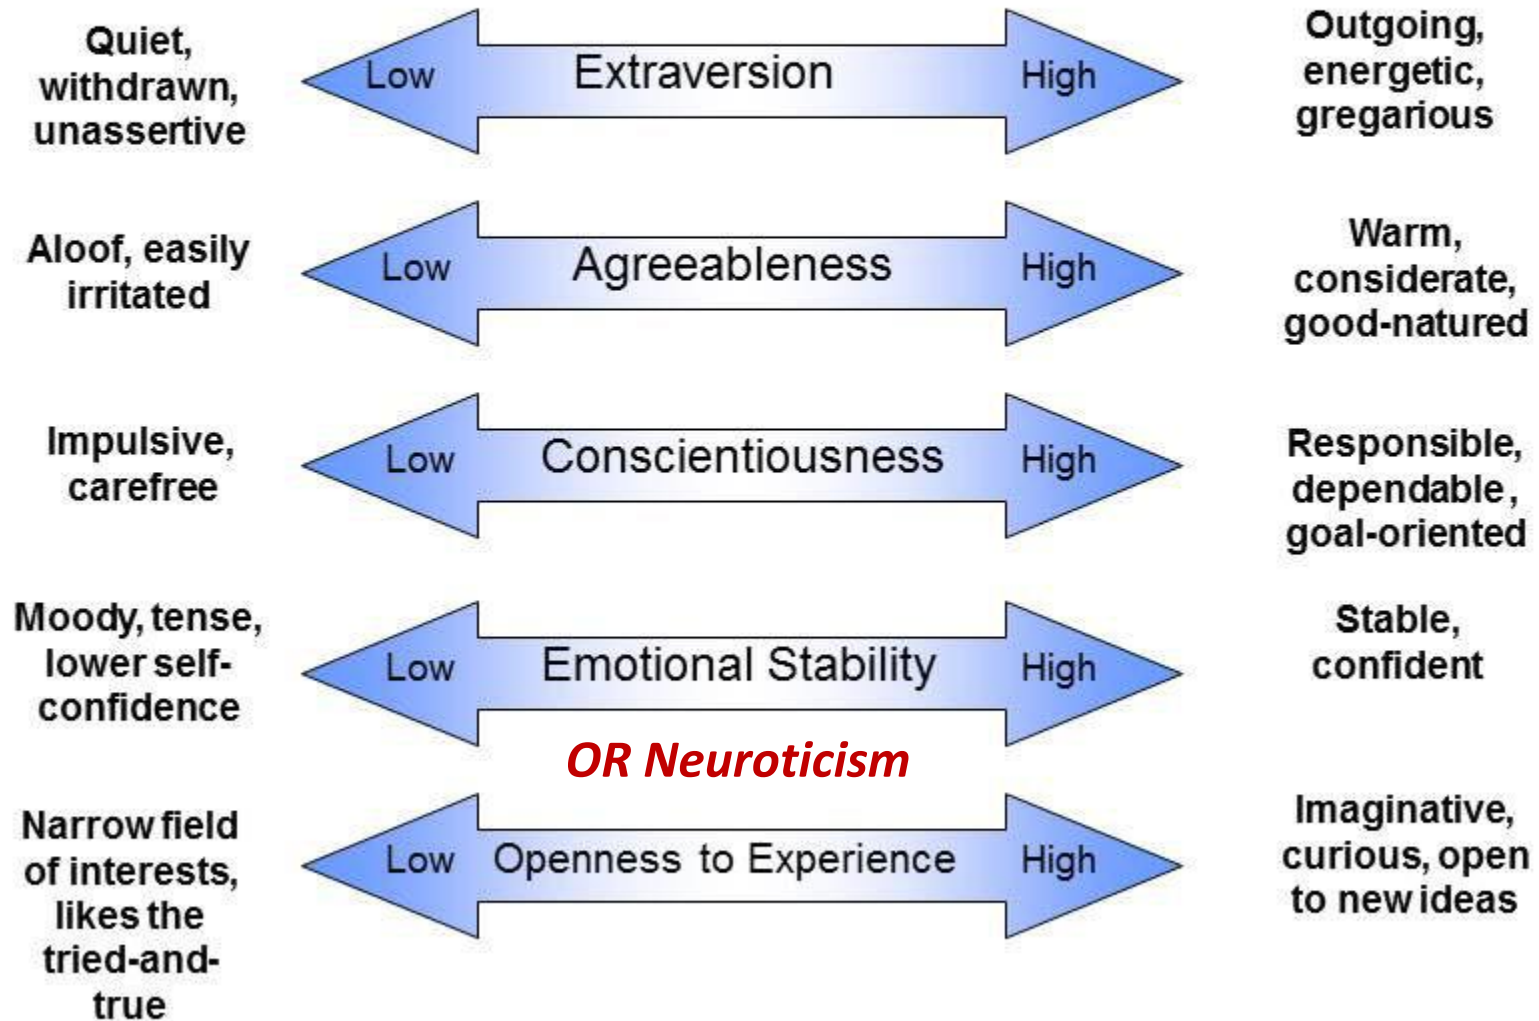 Quiet,
withdrawn,
unassertive
Low
Extraversion
High
Outgoing,
energetic,
gregarious
Aloof, easily
irritated
Low
Agreeableness
High
Warm,
considerate,
good-natured
Impulsive,
carefree
Low
Conscientiousness
High
Responsible,
dependable,
goal-oriented
Moody, tense,
lower self-
confidence
Low
Emotional Stability
High
Stable,
confident
OR Neuroticism
Narrow field
of interests,
likes the
tried-and-
true
Low
Openness to Experience
High
Imaginative,
curious, open
to new ideas